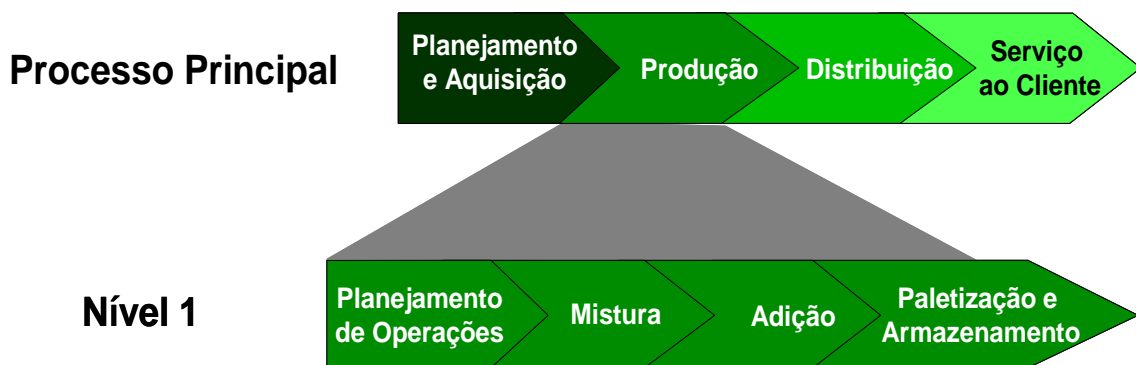 Processo Principal
Planejamento
e Aquisição
Produção
Distribuição
Serviço
ao Cliente
Nível 1
Planejamento
de Operações
Mistura
Adição
Paletização e
Armazenamento